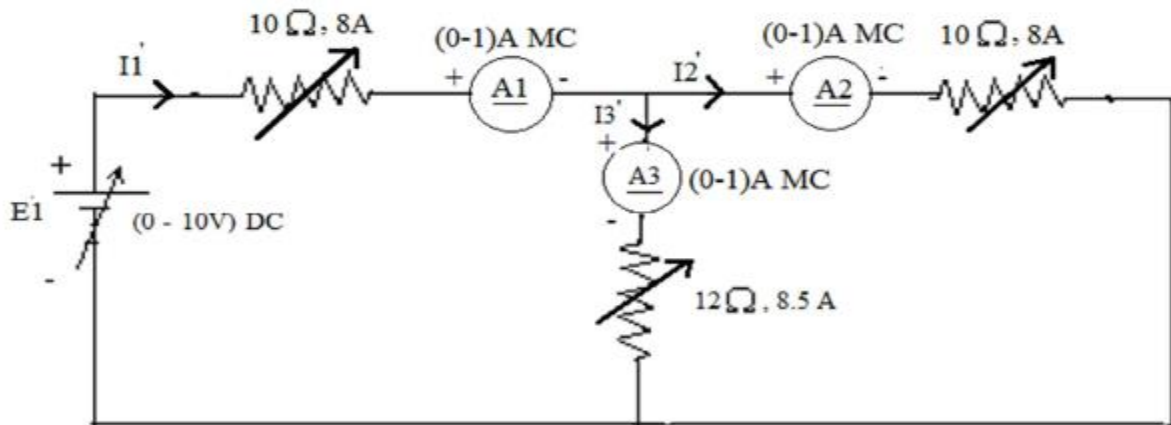 10 Ω, 8A
(0-1)A MC
(0-1)A MC
10 Ω, 8A
I1'
+ A1 -
I2'
+ A2 -
I3'
+
A3
(0-1)A MC
-
+
E'1
(0 - 10V) DC
-
12 Ω, 8.5 A